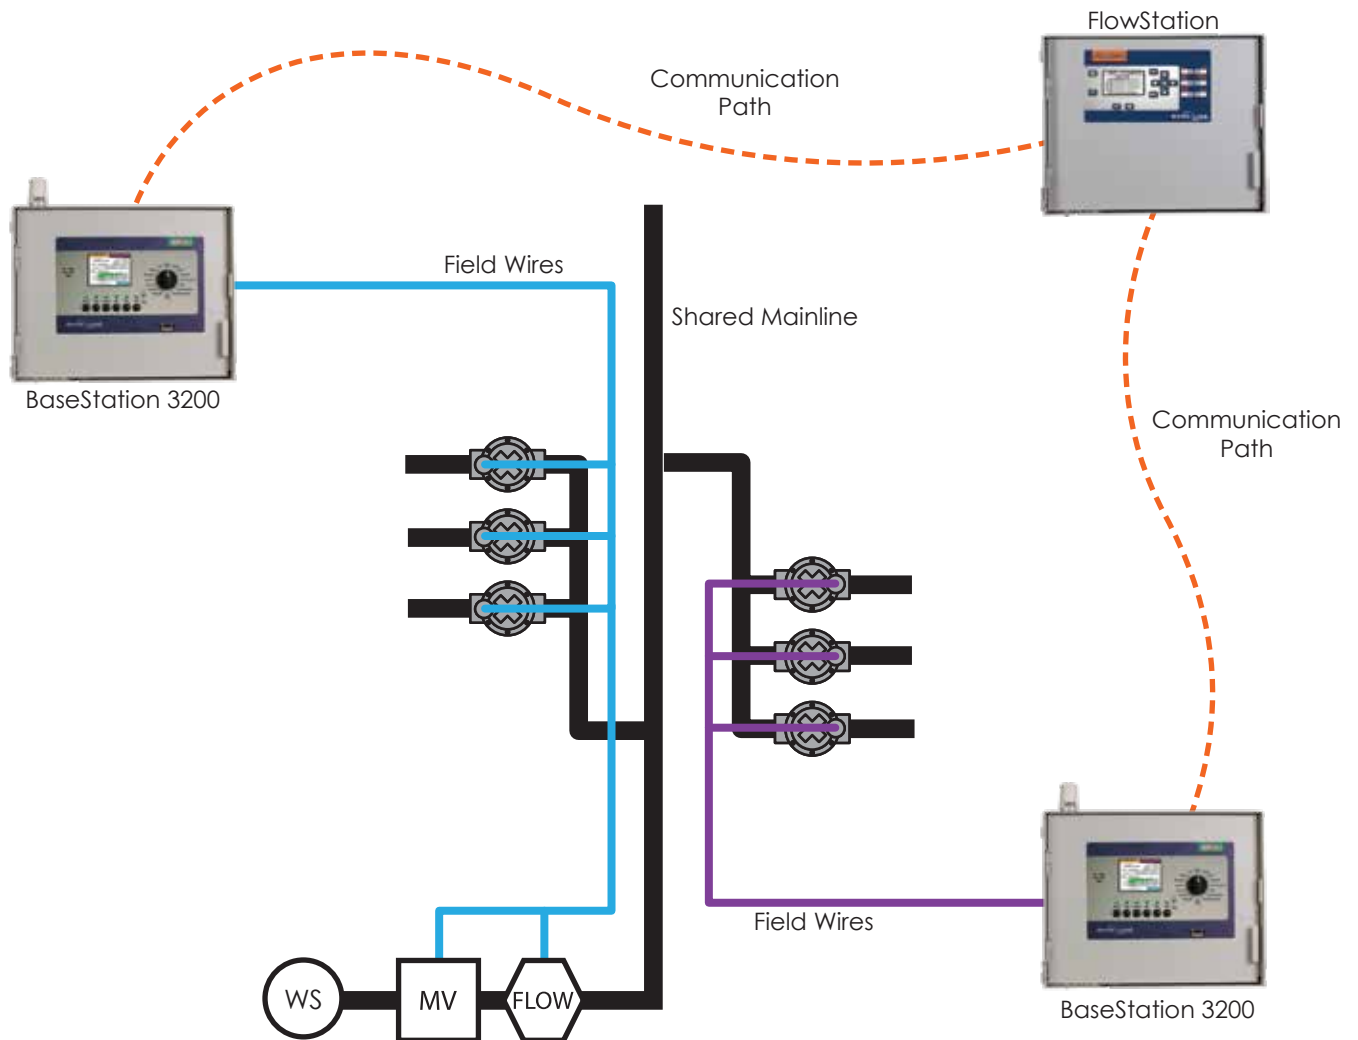 FlowStation
Communication
Path
Field Wires
Shared Mainline
BaseStation 3200
Communication
Path
Field Wires
WS
MV
FLOW
BaseStation 3200